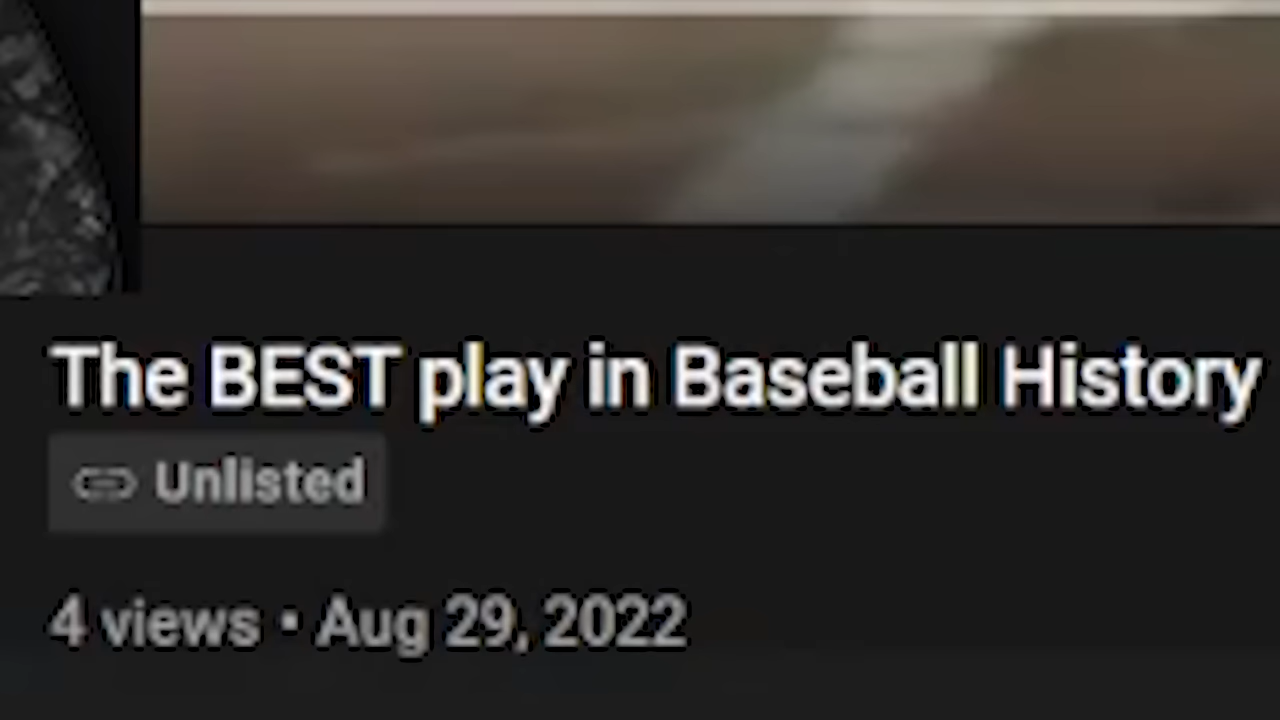 The BEST play in Baseball History
Unlisted
4 views • Aug 29, 2022